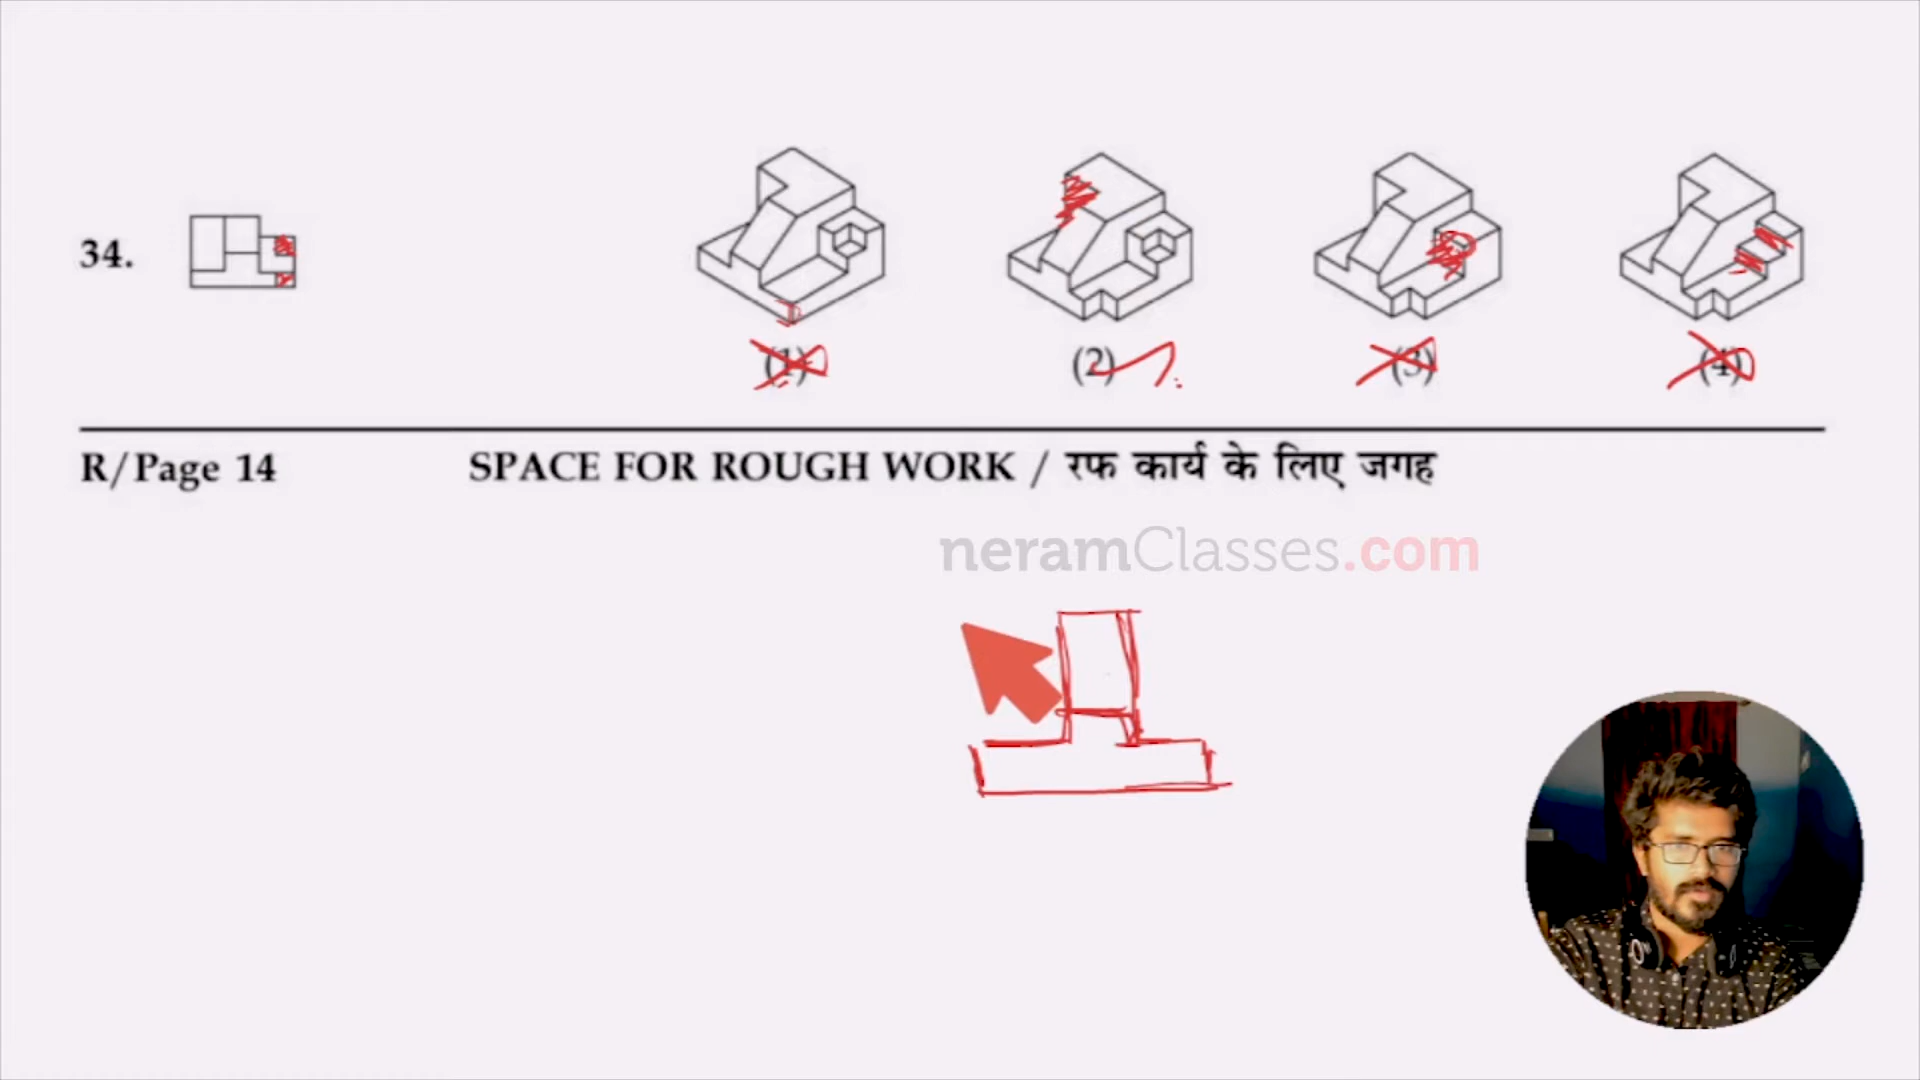 34.
(1) (2) (3) (4)
R/Page 14 SPACE FOR ROUGH WORK / रफ कार्य के लिए जगह
neramClasses.com